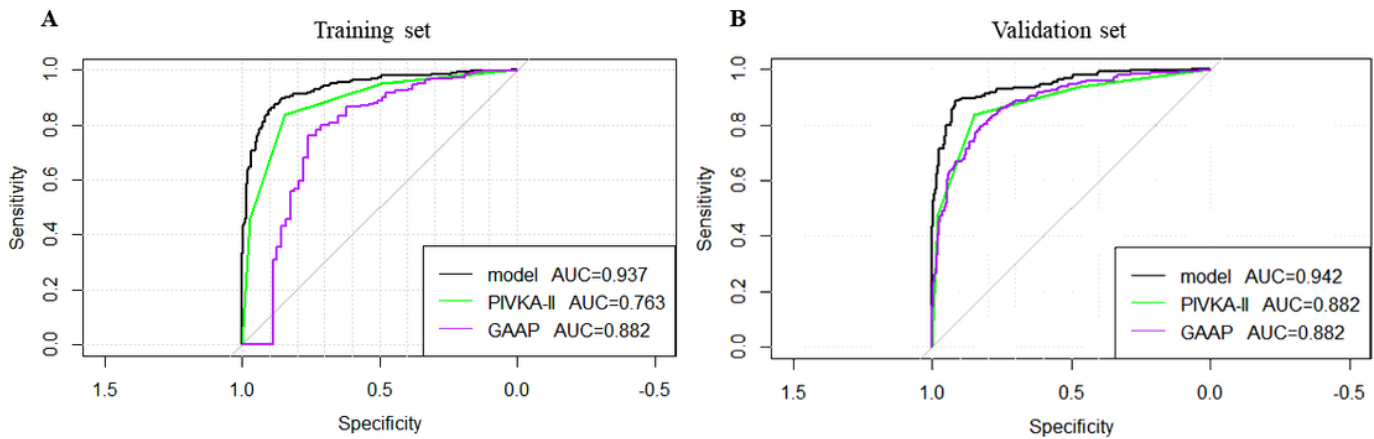 A
Training set
Sensitivity
1.0
0.8
0.6
0.4
0.2
0.0
model AUC=0.937
PIVKA-II AUC=0.763
GAAP AUC=0.882
1.5 1.0 0.5 0.0 -0.5
Specificity
B
Validation set
Sensitivity
1.0
0.8
0.6
0.4
0.2
0.0
model AUC=0.942
PIVKA-II AUC=0.882
GAAP AUC=0.882
1.5 1.0 0.5 0.0 -0.5
Specificity